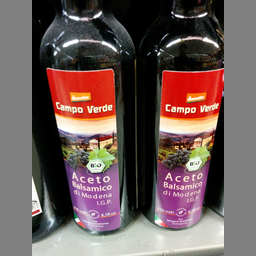 demeter
CAMPO VERDE
BIO
Aceto
Balsamico
di Modena
I.G.P.
demeter
CAMPO VERDE
BIO
Aceto
Balsamico
di Modena
I.G.P.